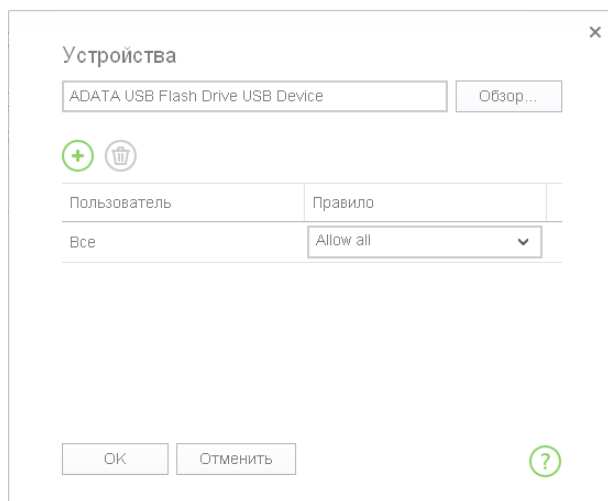 Устройства
ADATA USB Flash Drive USB Device Обзор...
Пользователь Правило
Все Allow all
OK Отменить
?